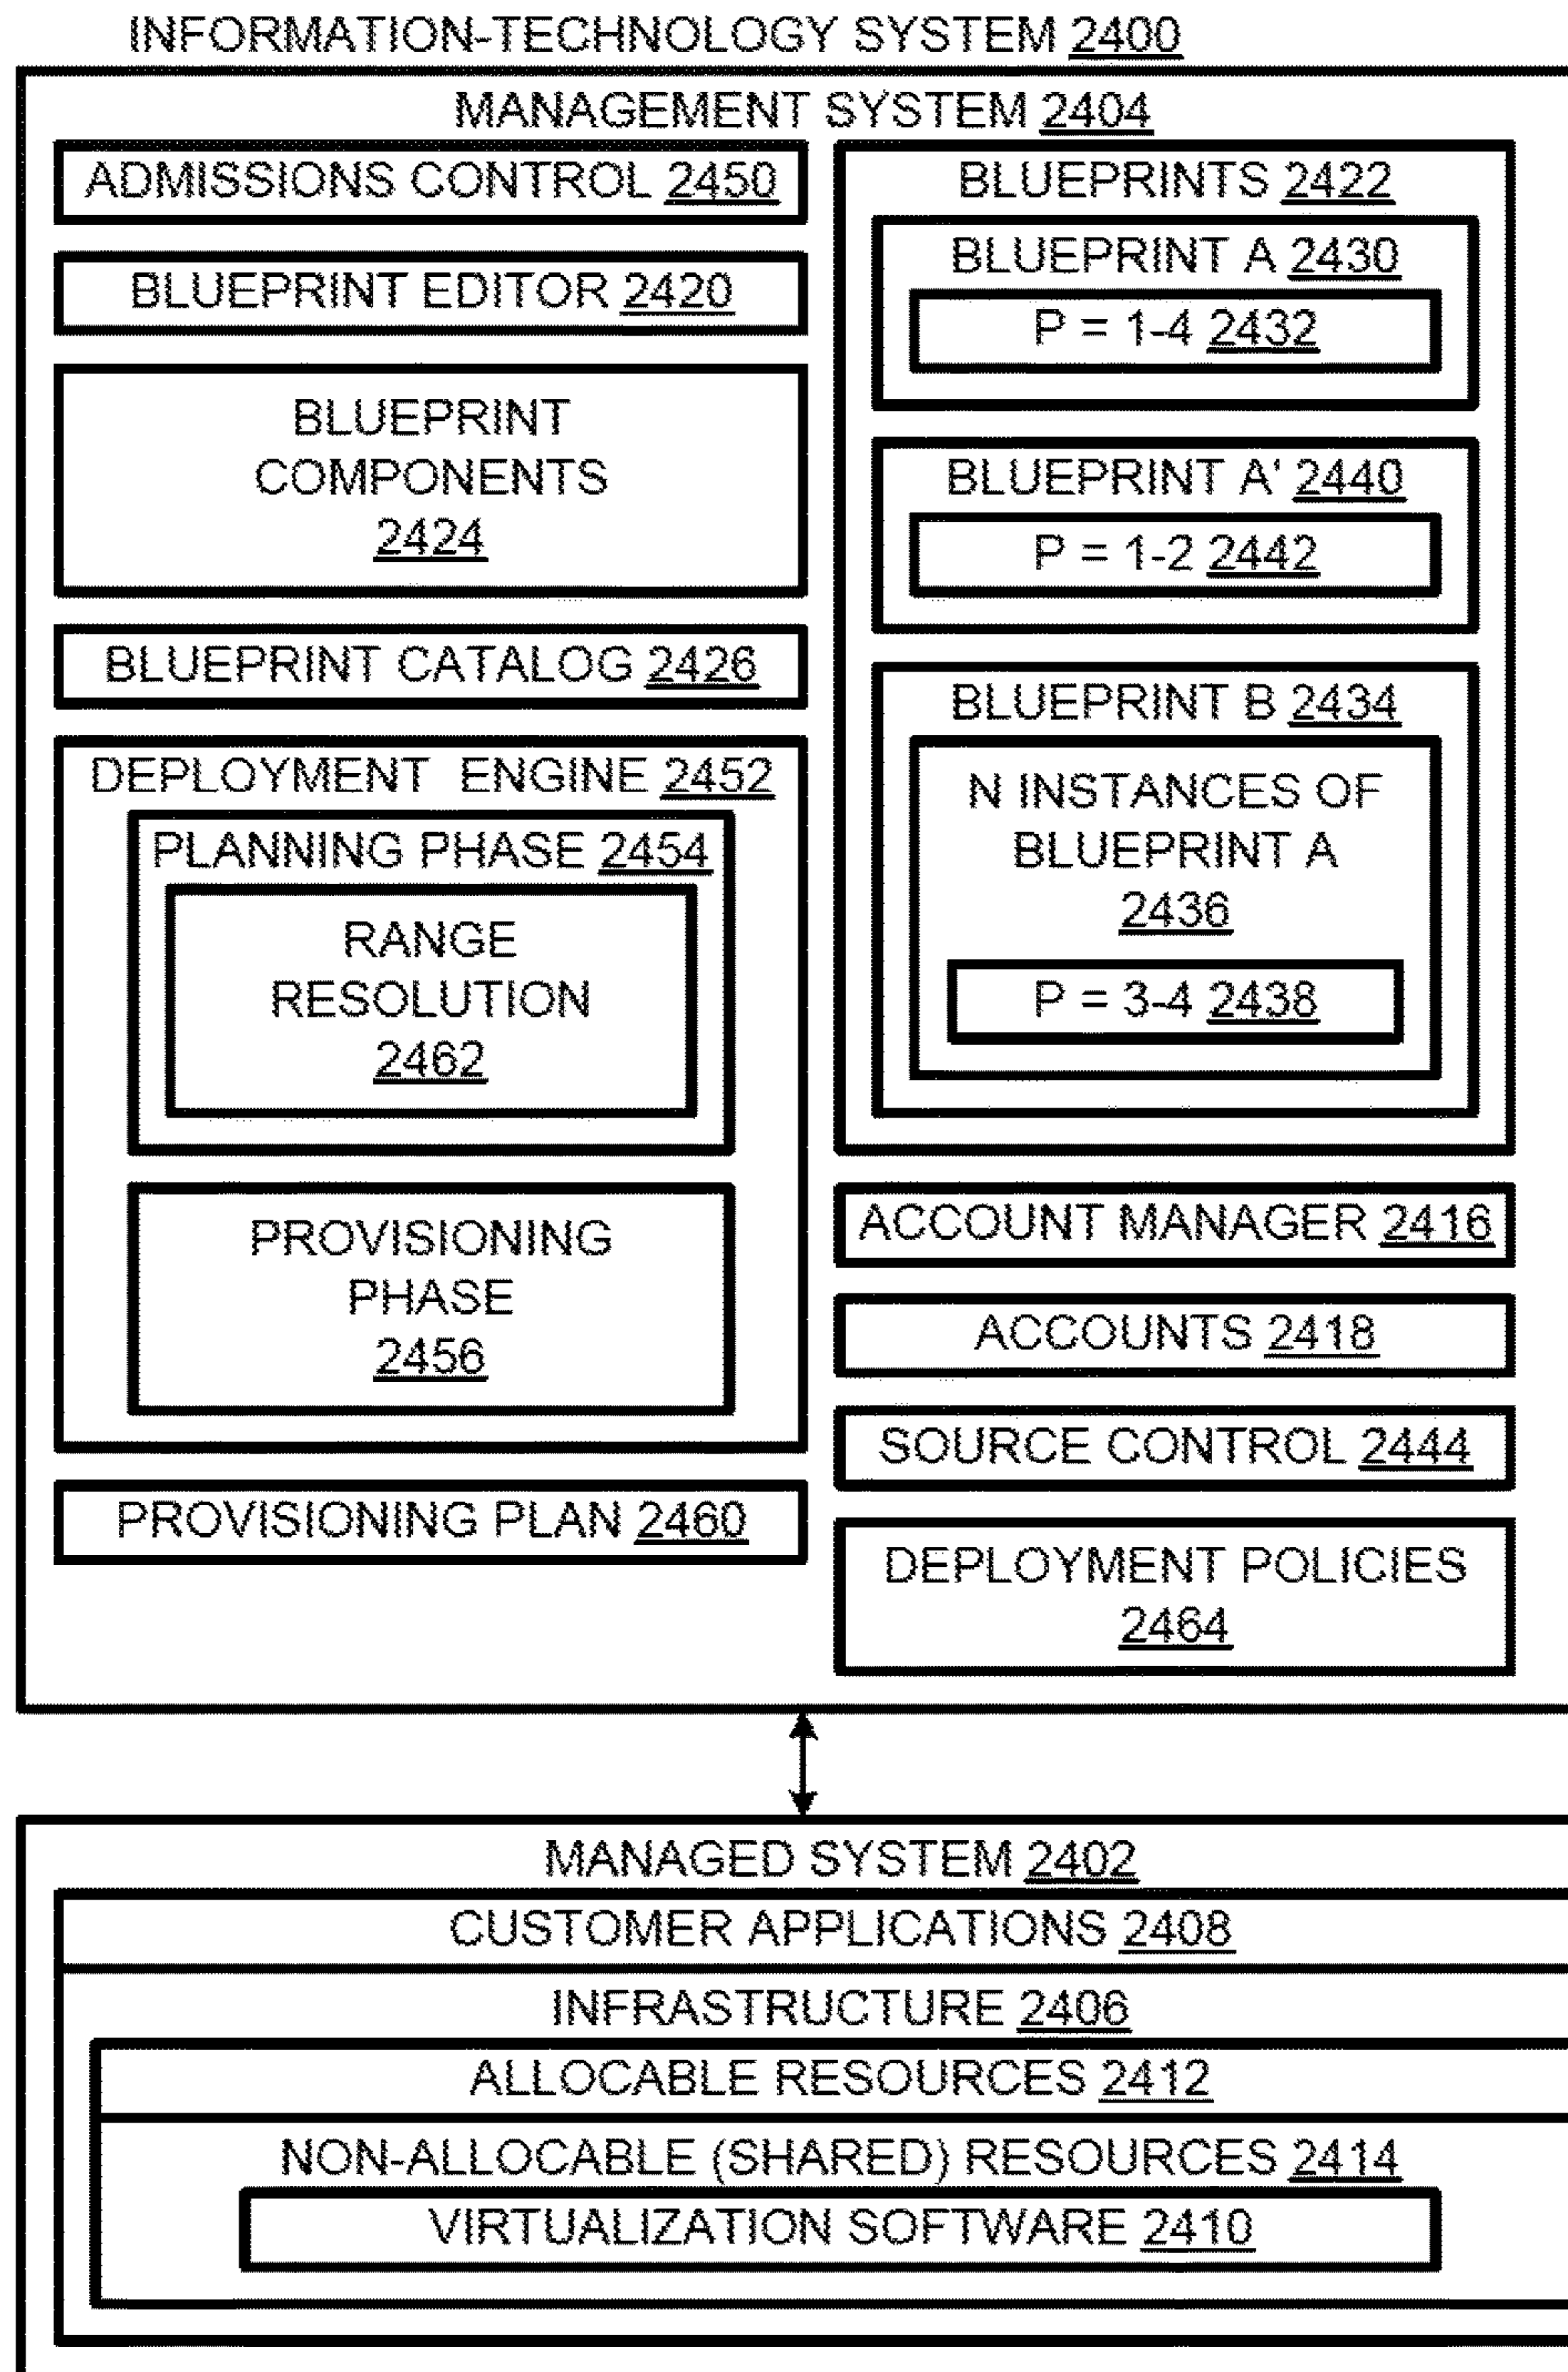 INFORMATION-TECHNOLOGY SYSTEM 2400
MANAGEMENT SYSTEM 2404
ADMISSIONS CONTROL 2450
BLUEPRINT EDITOR 2420
BLUEPRINT
COMPONENTS
2424
BLUEPRINT CATALOG 2426
DEPLOYMENT ENGINE 2452
PLANNING PHASE 2454
RANGE
RESOLUTION
2462
PROVISIONING
PHASE
2456
PROVISIONING PLAN 2460
BLUEPRINTS 2422
BLUEPRINT A 2430
P = 1-4 2432
BLUEPRINT A' 2440
P = 1-2 2442
BLUEPRINT B 2434
N INSTANCES OF
BLUEPRINT A
2436
P = 3-4 2438
ACCOUNT MANAGER 2416
ACCOUNTS 2418
SOURCE CONTROL 2444
DEPLOYMENT POLICIES
2464
MANAGED SYSTEM 2402
CUSTOMER APPLICATIONS 2408
INFRASTRUCTURE 2406
ALLOCABLE RESOURCES 2412
NON-ALLOCABLE (SHARED) RESOURCES 2414
VIRTUALIZATION SOFTWARE 2410